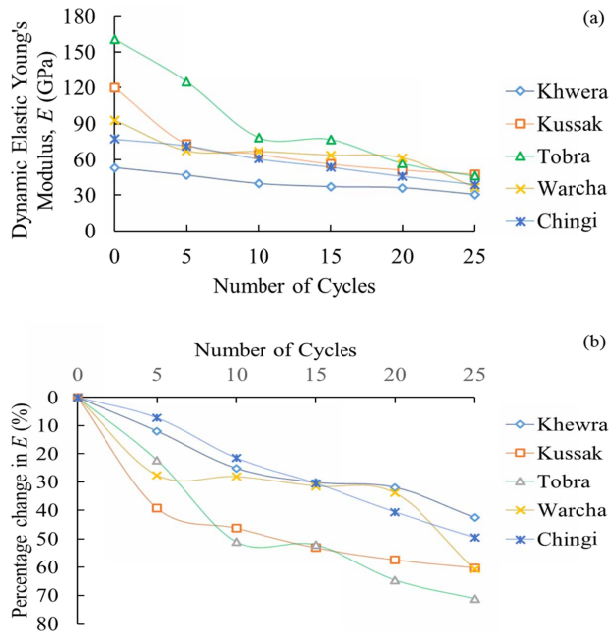 (a)
Dynamic Elastic Young's
Modulus, E (GPa)
180
150
120
90
60
30
0
0 5 10 15 20 25
Number of Cycles
Khwera
Kussak
Tobra
Warcha
Chingi
(b)
Number of Cycles
0 5 10 15 20 25
Percentage change in E (%)
0
10
20
30
40
50
60
70
80
Khewra
Kussak
Tobra
Warcha
Chingi